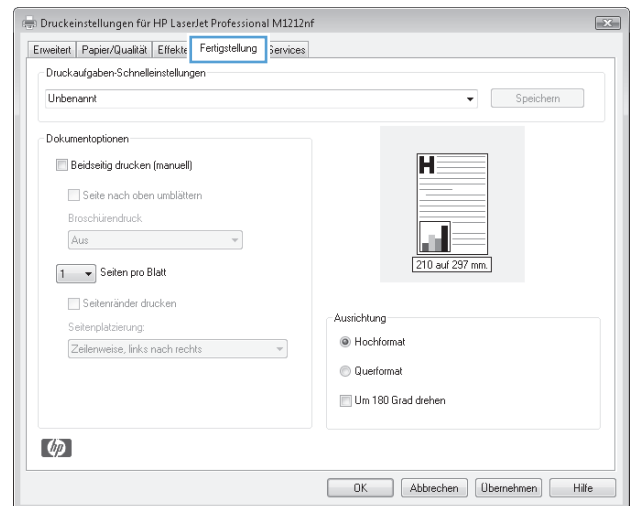 Druckeinstellungen für HP LaserJet Professional M1212nf
Erweitert Papier/Qualität Effekte Fertigstellung Services
Druckaufgaben-Schnelleinstellungen
Unbenannt Speichern
Dokumentoptionen
Beidseitig drucken (manuell)
Seite nach oben umblättern
Broschürendruck
Aus
1 Seiten pro Blatt
Seitenränder drucken
Seitenplatzierung:
Zeilenweise, links nach rechts
H
210 auf 297 mm.
Ausrichtung
Hochformat
Querformat
Um 180 Grad drehen
hp
OK Abbrechen Übernehmen Hilfe